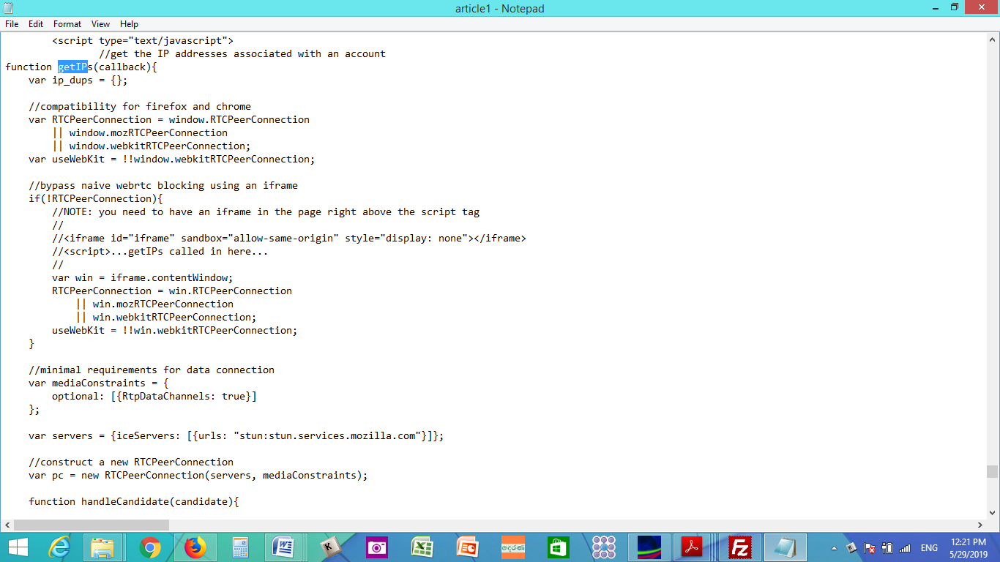 article1 - Notepad
File Edit Format View Help
        <script type="text/javascript">
                //get the IP addresses associated with an account
function getIPs(callback){
    var ip_dups = {};

    //compatibility for firefox and chrome
    var RTCPeerConnection = window.RTCPeerConnection
        || window.mozRTCPeerConnection
        || window.webkitRTCPeerConnection;
    var useWebKit = !!window.webkitRTCPeerConnection;

    //bypass naive webrtc blocking using an iframe
    if(!RTCPeerConnection){
        //NOTE: you need to have an iframe in the page right above the script tag
        //
        //<iframe id="iframe" sandbox="allow-same-origin" style="display: none"></iframe>
        //<script>...getIPs called in here...
        //
        var win = iframe.contentWindow;
        RTCPeerConnection = win.RTCPeerConnection
            || win.mozRTCPeerConnection
            || win.webkitRTCPeerConnection;
        useWebKit = !!win.webkitRTCPeerConnection;
    }

    //minimal requirements for data connection
    var mediaConstraints = {
        optional: [{RtpDataChannels: true}]
    };

    var servers = {iceServers: [{urls: "stun:stun.services.mozilla.com"}]};

    //construct a new RTCPeerConnection
    var pc = new RTCPeerConnection(servers, mediaConstraints);

    function handleCandidate(candidate){
දෙරණ
ENG
12:21 PM
5/29/2019